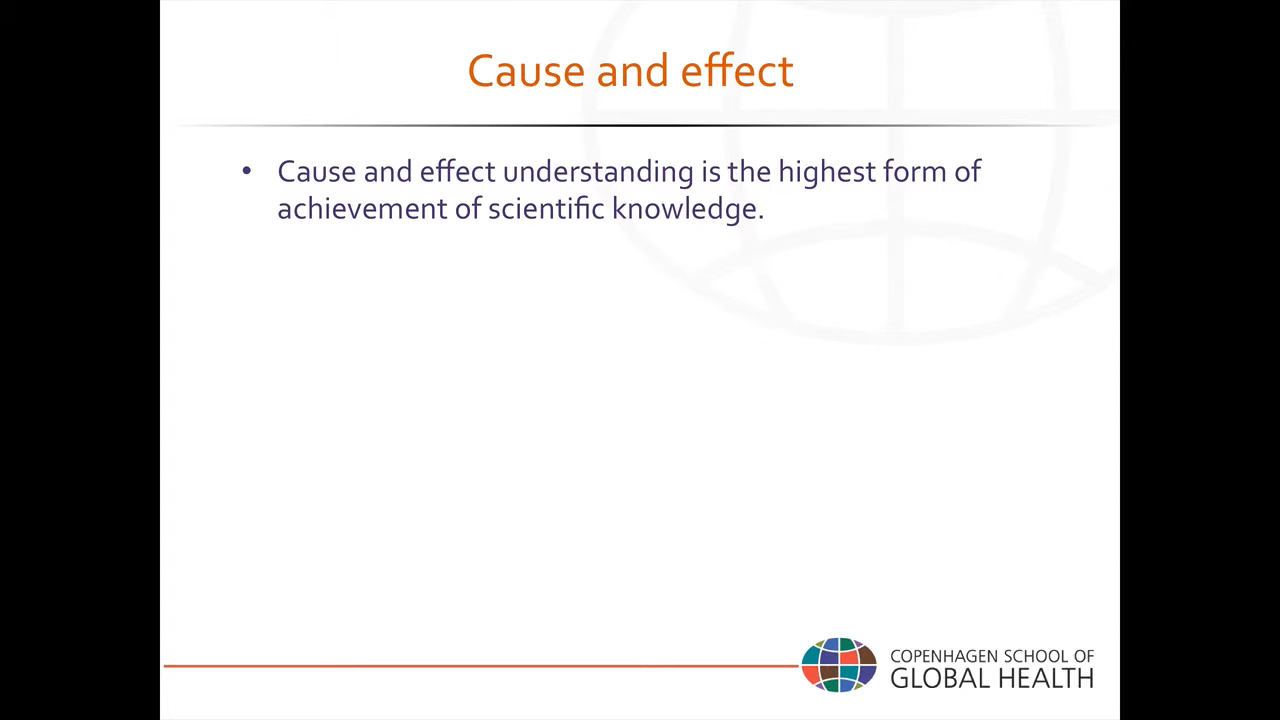 Cause and effect
• Cause and effect understanding is the highest form of
achievement of scientific knowledge.
COPENHAGEN SCHOOL OF
GLOBAL HEALTH